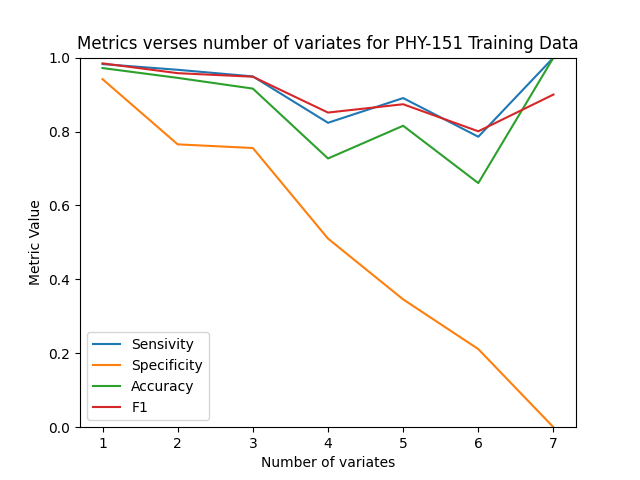 Metrics verses number of variates for PHY-151 Training Data
1.0
0.8
0.6
0.4
0.2
0.0
Metric Value
Sensivity
Specificity
Accuracy
F1
1 2 3 4 5 6 7
Number of variates